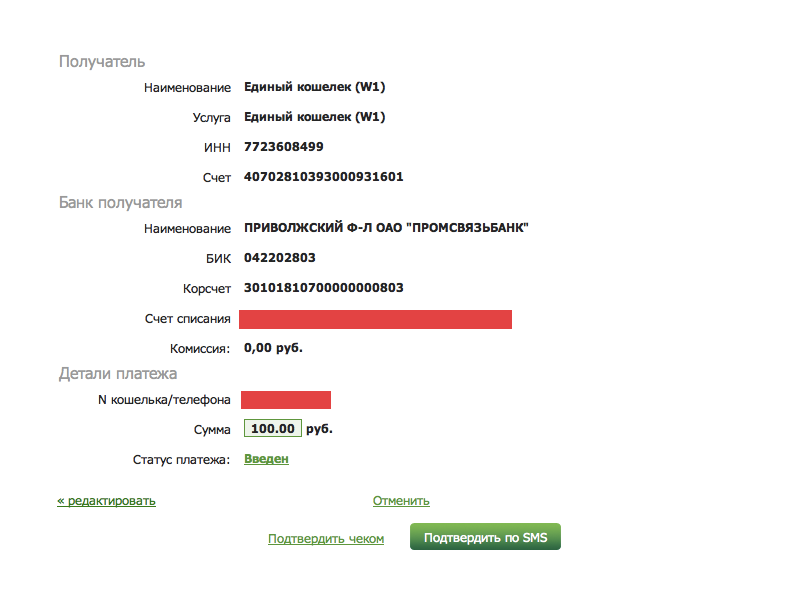 Получатель
Наименование Единый кошелек (W1)
Услуга Единый кошелек (W1)
ИНН 7723608499
Счет 40702810393000931601
Банк получателя
Наименование ПРИВОЛЖСКИЙ Ф-Л ОАО "ПРОМСВЯЗЬБАНК"
БИК 042202803
Корсчет 30101810700000000803
Счет списания
Комиссия: 0,00 руб.
Детали платежа
N кошелька/телефона
Сумма 100.00 руб.
Статус платежа: Введен
« редактировать Отменить
Подтвердить чеком Подтвердить по SMS